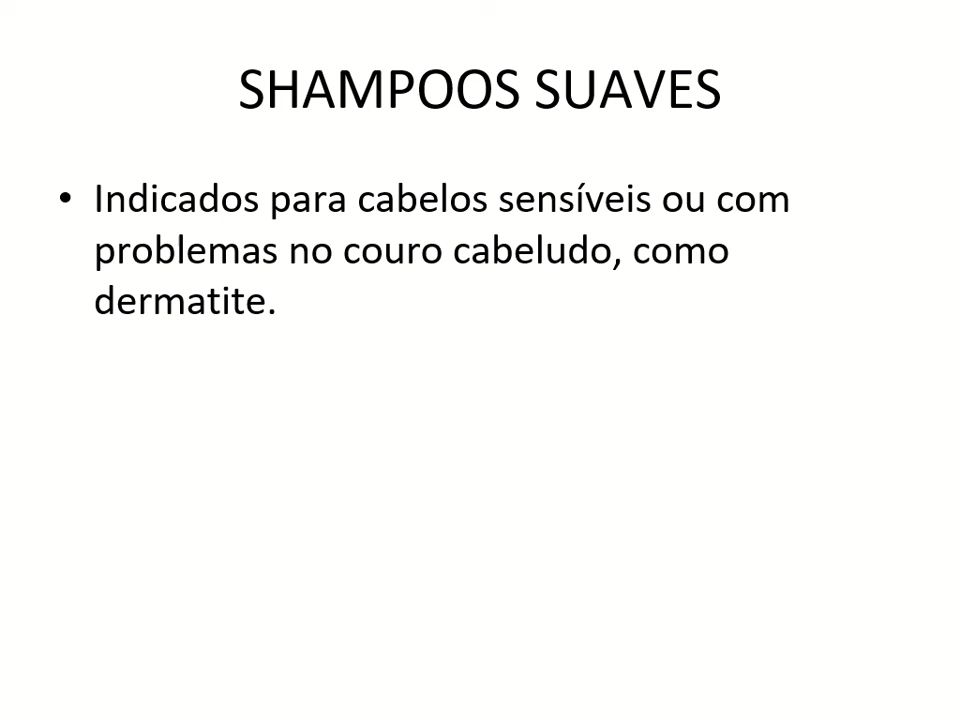 SHAMPOOS SUAVES
• Indicados para cabelos sensíveis ou com
problemas no couro cabeludo, como
dermatite.